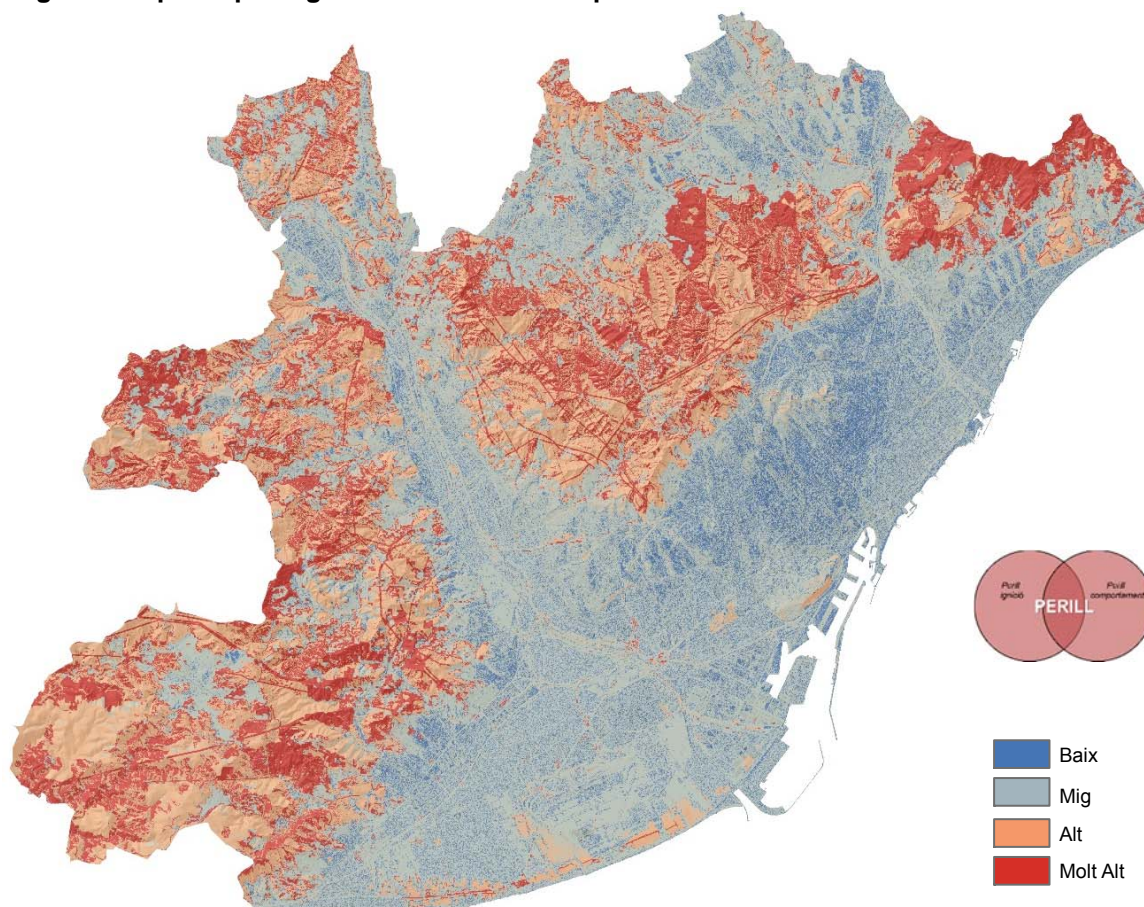 Perill
ignició
PERILL
Perill
comportament
Baix
Mig
Alt
Molt Alt